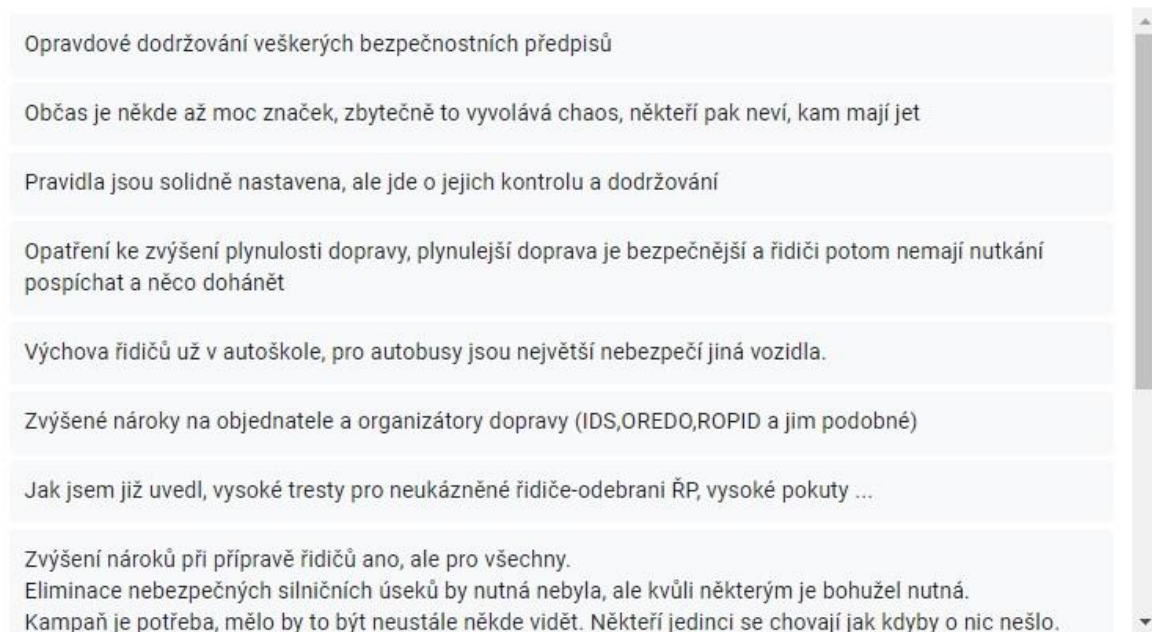 Opravdové dodržování veškerých bezpečnostních předpisů
Občas je někde až moc značek, zbytečně to vyvolává chaos, někteří pak neví, kam mají jet
Pravidla jsou solidně nastavena, ale jde o jejich kontrolu a dodržování
Opatření ke zvýšení plynulosti dopravy, plynulejší doprava je bezpečnější a řidiči potom nemají nutkání
pospíchat a něco dohánět
Výchova řidičů už v autoškole, pro autobusy jsou největší nebezpečí jiná vozidla.
Zvýšené nároky na objednatele a organizátory dopravy (IDS,OREDO,ROPID a jim podobné)
Jak jsem již uvedl, vysoké tresty pro neukázněné řidiče-odebrani ŘP, vysoké pokuty ...
Zvýšení nároků při přípravě řidičů ano, ale pro všechny.
Eliminace nebezpečných silničních úseků by nutná nebyla, ale kvůli některým je bohužel nutná.
Kampaň je potřeba, mělo by to být neustále někde vidět. Někteří jedinci se chovají jak kdyby o nic nešlo.